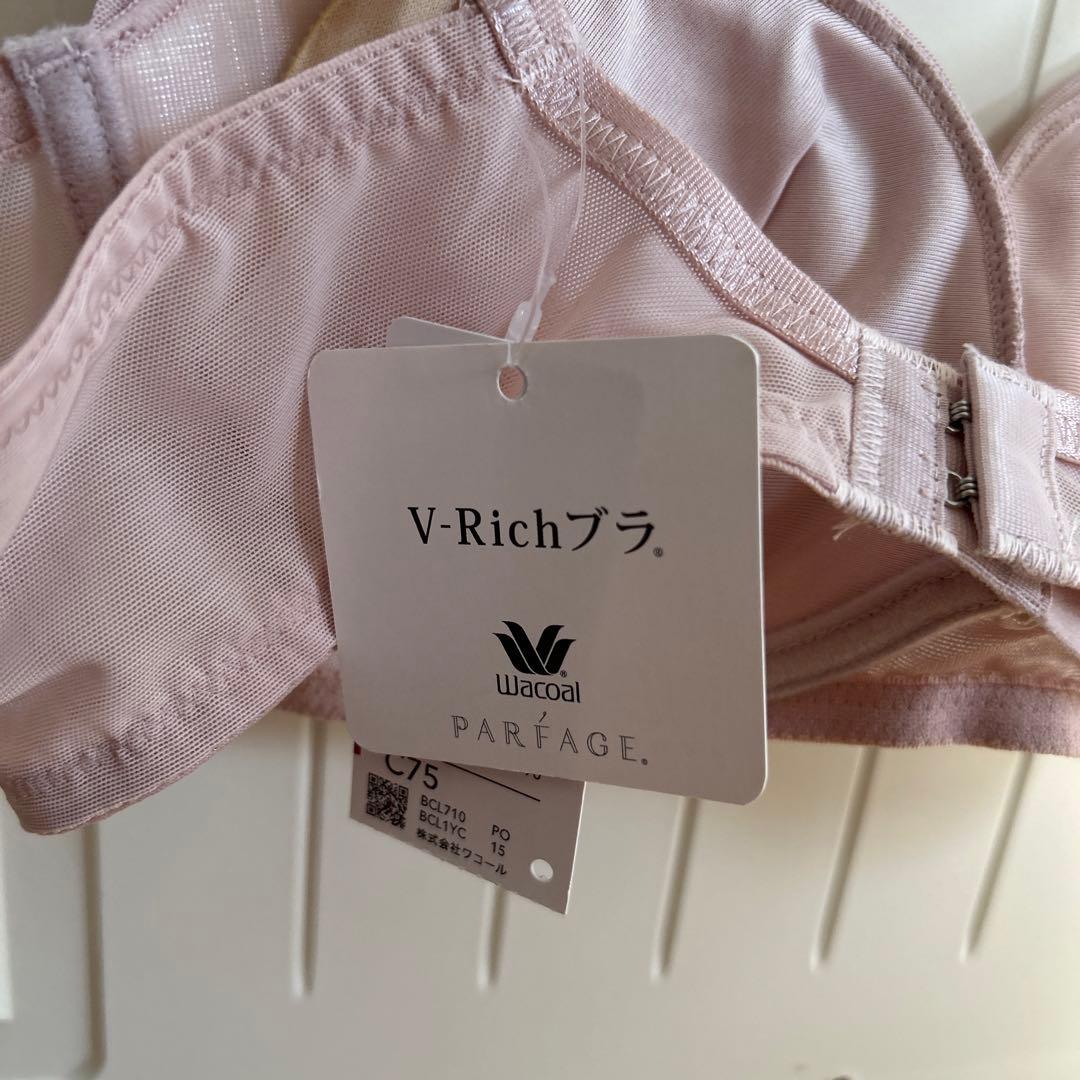 V-Richブラ®
Wacoal®
PARFAGE®
C75
BCL710 PO
BCL1YC 15
株式会社ワコール